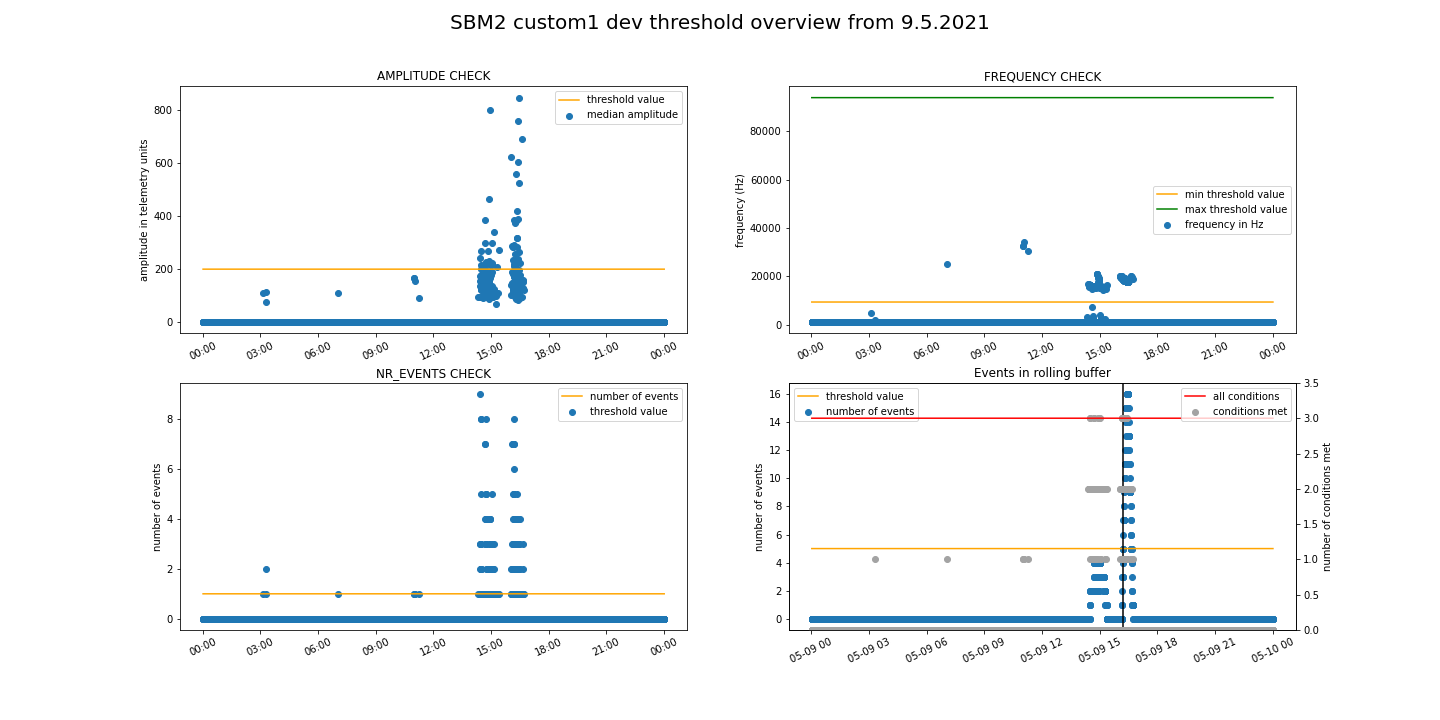 SBM2 custom1 dev threshold overview from 9.5.2021
AMPLITUDE CHECK
amplitude in telemetry units
800
600
400
200
0
threshold value
median amplitude
00:00 03:00 06:00 09:00 12:00 15:00 18:00 21:00 00:00
FREQUENCY CHECK
frequency (Hz)
80000
60000
40000
20000
0
min threshold value
max threshold value
frequency in Hz
00:00 03:00 06:00 09:00 12:00 15:00 18:00 21:00 00:00
NR_EVENTS CHECK
number of events
8
6
4
2
0
number of events
threshold value
00:00 03:00 06:00 09:00 12:00 15:00 18:00 21:00 00:00
Events in rolling buffer
number of events
16
14
12
10
8
6
4
2
0
threshold value
number of events
all conditions
conditions met
3.5
3.0
2.5
2.0
1.5
1.0
0.5
0.0
number of conditions met
05-09 00 05-09 03 05-09 06 05-09 09 05-09 12 05-09 15 05-09 18 05-09 21 05-10 00